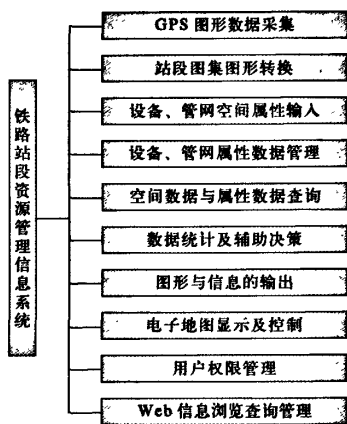 铁路站段资源管理信息系统
GPS 图形数据采集
站段图集图形转换
设备、管网空间属性输入
设备、管网属性数据管理
空间数据与属性数据查询
数据统计及辅助决策
图形与信息的输出
电子地图显示及控制
用户权限管理
Web 信息浏览查询管理